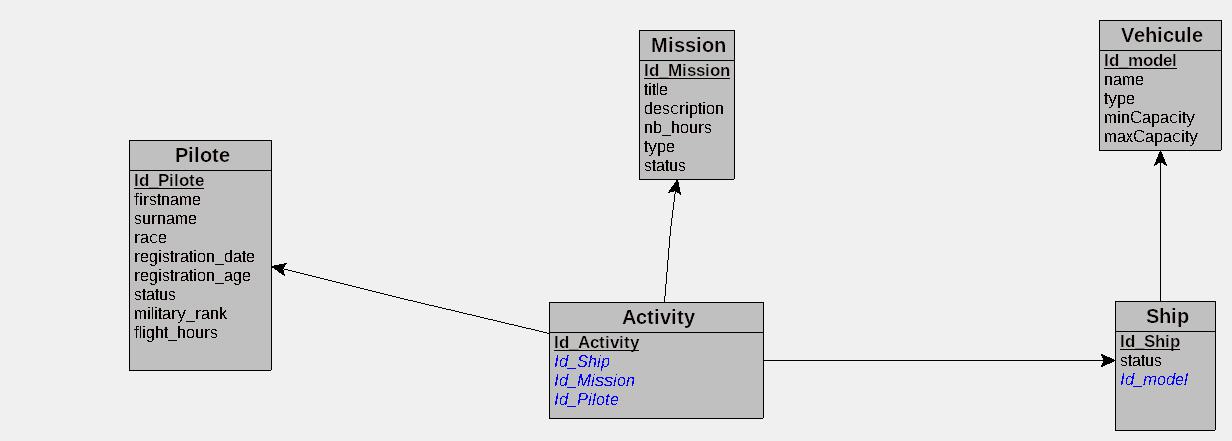 Pilote
Id_Pilote
firstname
surname
race
registration_date
registration_age
status
military_rank
flight_hours
Mission
Id_Mission
title
description
nb_hours
type
status
Activity
Id_Activity
Id_Ship
Id_Mission
Id_Pilote
Vehicule
Id_model
name
type
minCapacity
maxCapacity
Ship
Id_Ship
status
Id_model